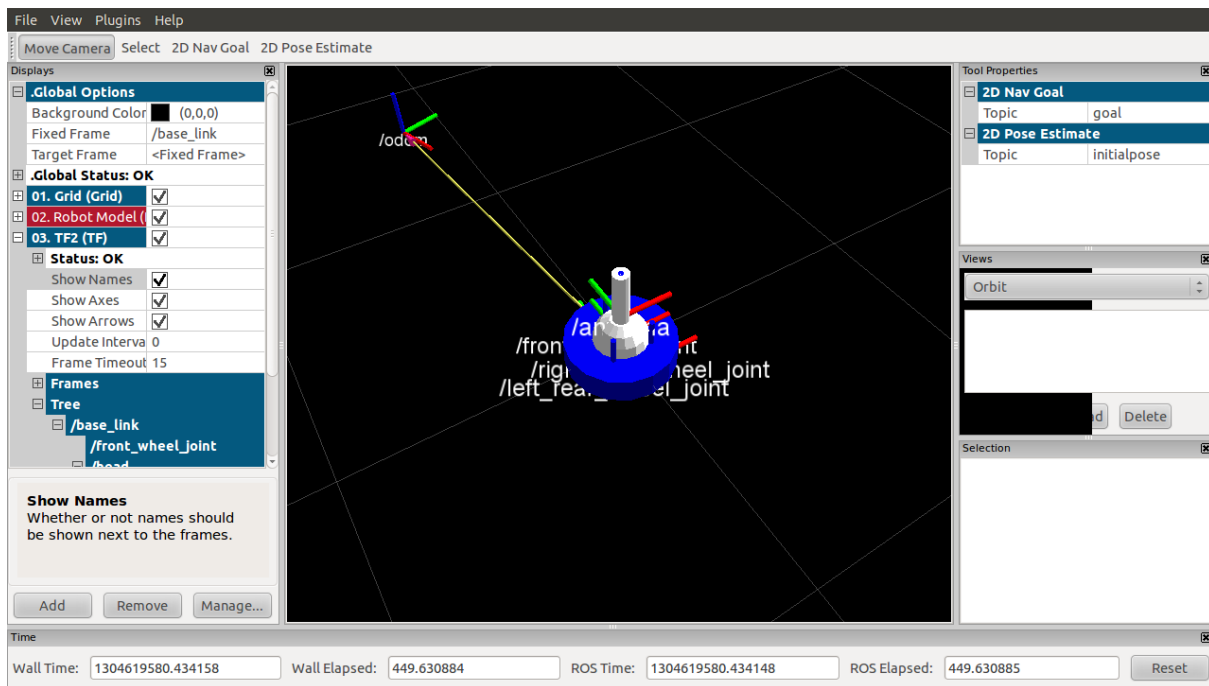 File View Plugins Help
Move Camera Select 2D Nav Goal 2D Pose Estimate
Displays
.Global Options
Background Color (0,0,0)
Fixed Frame /base_link
Target Frame <Fixed Frame>
.Global Status: OK
01. Grid (Grid)
02. Robot Model (
03. TF2 (TF)
Status: OK
Show Names
Show Axes
Show Arrows
Update Interva 0
Frame Timeout 15
Frames
Tree
/base_link
/front_wheel_joint
/head
Show Names
Whether or not names should
be shown next to the frames.
Add Remove Manage...
/odom
Tool Properties
2D Nav Goal
Topic goal
2D Pose Estimate
Topic initialpose
Views
Orbit
Delete
Selection
Time
Wall Time: 1304619580.434158 Wall Elapsed: 449.630884 ROS Time: 1304619580.434148 ROS Elapsed: 449.630885 Reset